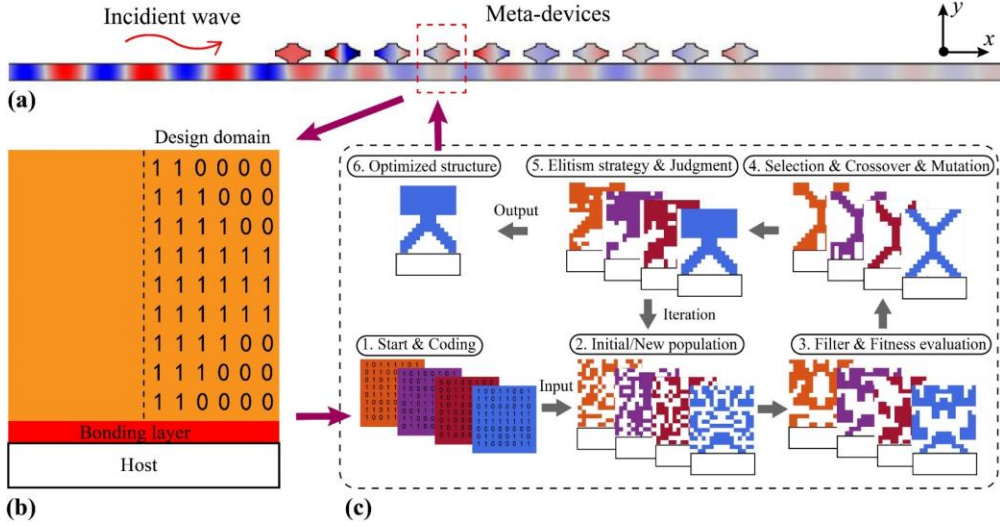 Incidient wave
Meta-devices
y
x
(a)
Design domain
1 1 0 0 0 0
1 1 0 0 0 0
1 1 1 0 0 0
1 1 1 1 1 1
1 1 1 1 1 1
1 1 1 1 1 1
1 1 1 1 0 0
1 1 1 0 0 0
1 1 0 0 0 0
Bonding layer
Host
(b)
6. Optimized structure
5. Elitism strategy & Judgment
4. Selection & Crossover & Mutation
Output
Iteration
1. Start & Coding
2. Initial/New population
3. Filter & Fitness evaluation
Input
(c)